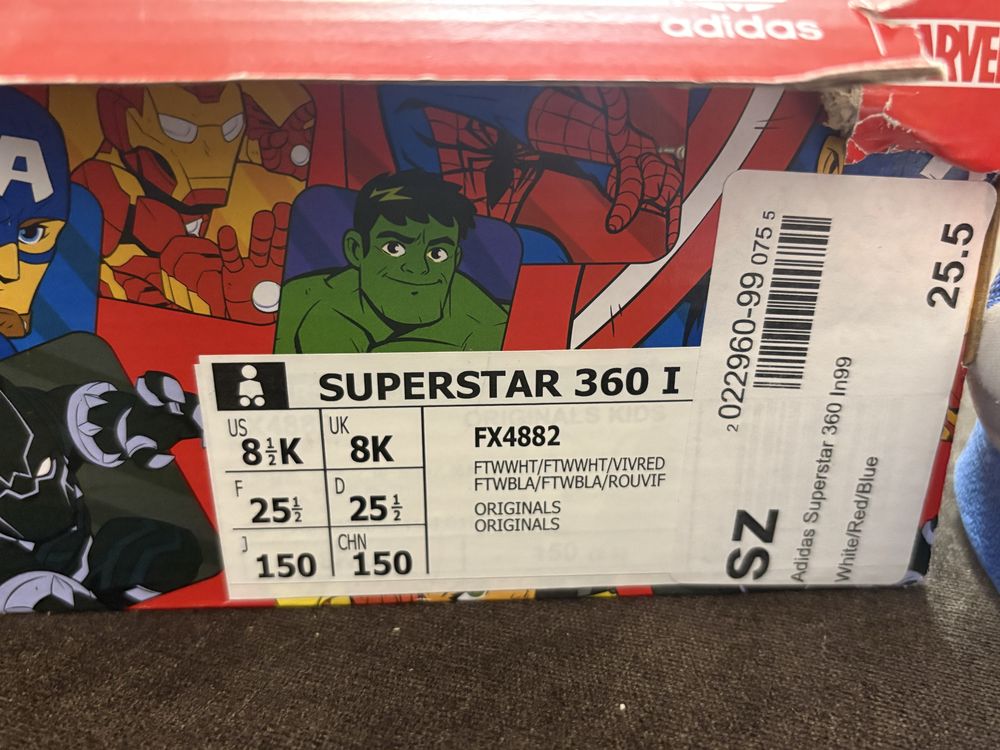 adidas
MARVE
A
SUPERSTAR 360 I
US
8½K
UK
8K
F
25½
D
25½
J
150
CHN
150
FX4882
FTWWHT/FTWWHT/VIVRED
FTWBLA/FTWBLA/ROUVIF
ORIGINALS
ORIGINALS
2 022960-99 075 5
SZ
25.5
Adidas Superstar 360 In99
White/Red/Blue